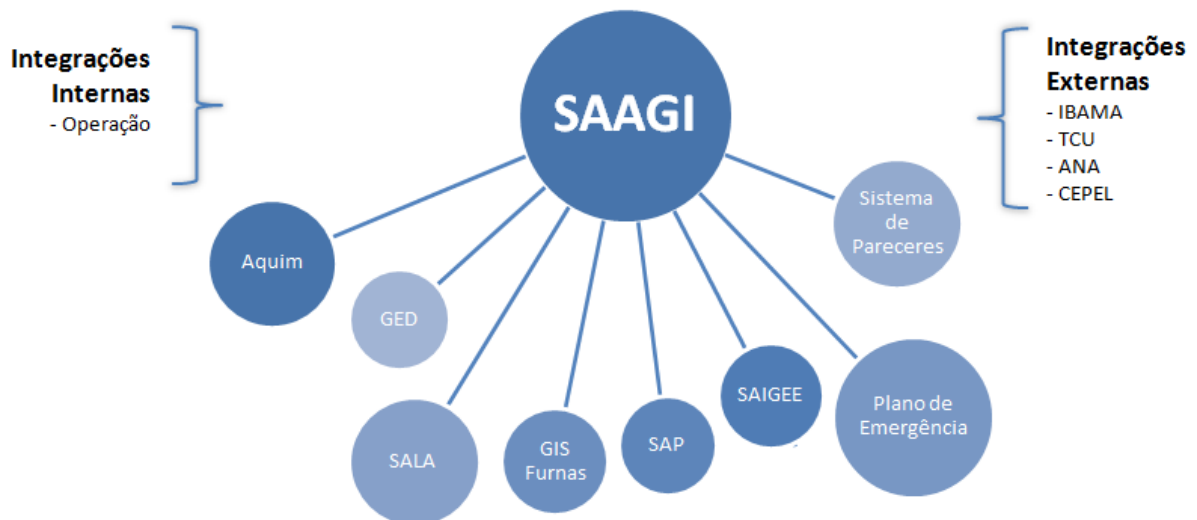 Integrações
Internas
- Operação
SAAGI
Integrações
Externas
- IBAMA
- TCU
- ANA
- CEPEL
Aquim
GED
SALA
GIS
Furnas
SAP
SAIGEE
Plano de
Emergência
Sistema
de
Pareceres